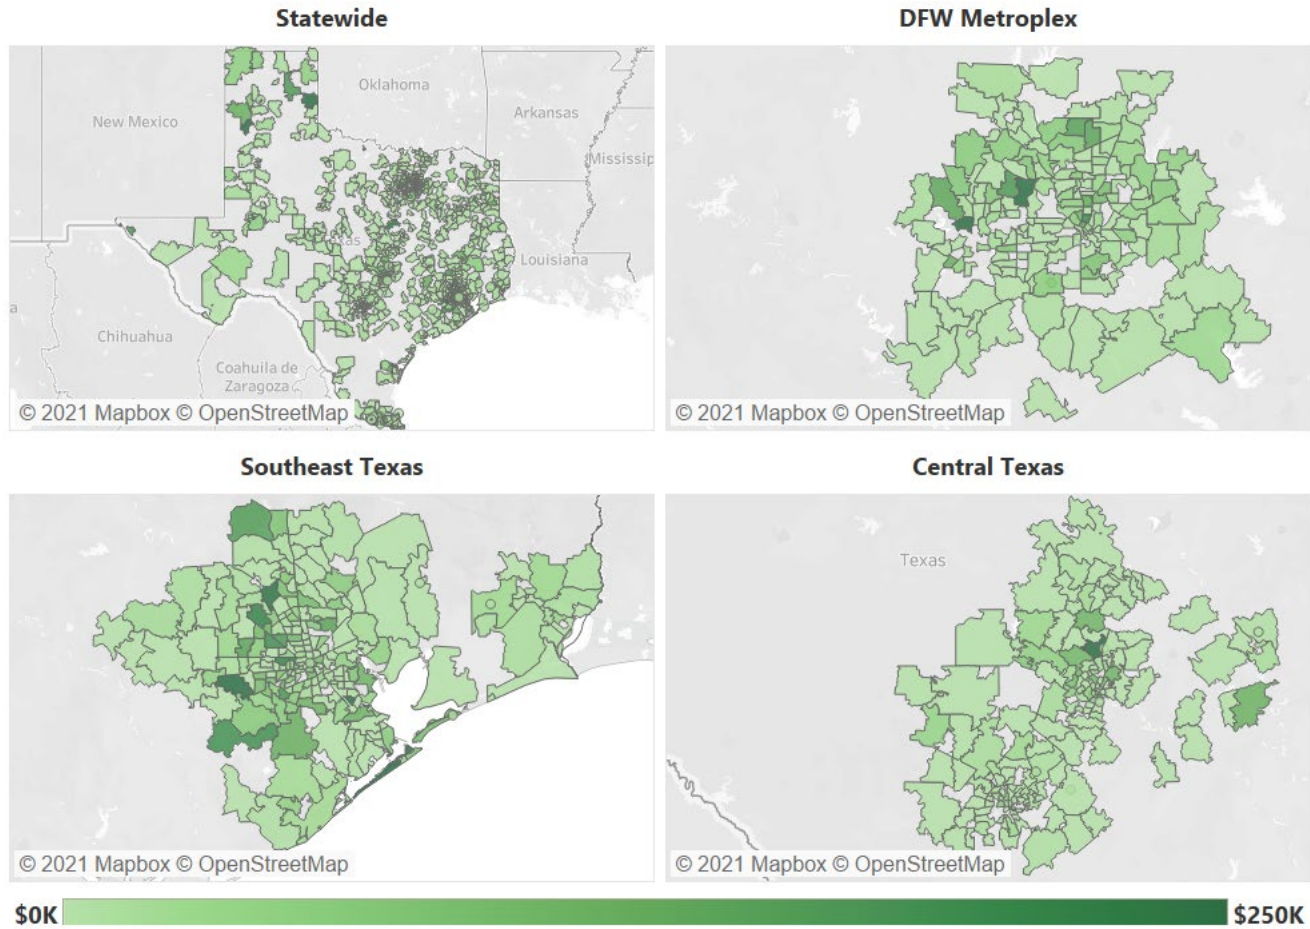 Statewide
DFW Metroplex
Oklahoma
New Mexico
Arkansas
Mississip
xas
Louisiana
a
Chihuahua
Coahuila de
Zaragoza
© 2021 Mapbox © OpenStreetMap
© 2021 Mapbox © OpenStreetMap
Southeast Texas
Central Texas
Texas
© 2021 Mapbox © OpenStreetMap
© 2021 Mapbox © OpenStreetMap
$0K
$250K